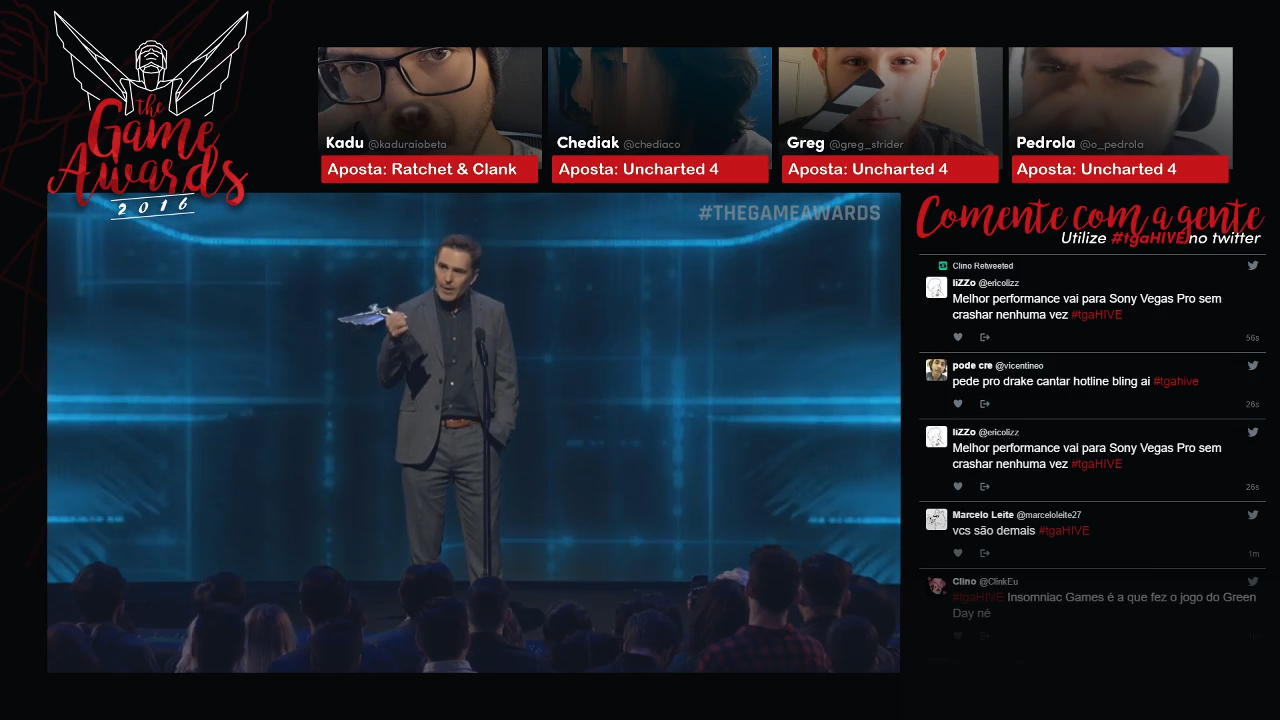 the
Game
Awards
2016
Kadu @kaduraiobeta
Aposta: Ratchet & Clank
Chediak @chediaco
Aposta: Uncharted 4
Greg @greg_strider
Aposta: Uncharted 4
Pedrola @o_pedrola
Aposta: Uncharted 4
#THEGAMEAWARDS
Comente com a gente
Utilize #tgaHIVE no twitter
Clino Retweeted
liZZo @ericolizz
Melhor performance vai para Sony Vegas Pro sem
crashar nenhuma vez #tgaHIVE
56s
pode cre @vicentineo
pede pro drake cantar hotline bling ai #tgahive
26s
liZZo @ericolizz
Melhor performance vai para Sony Vegas Pro sem
crashar nenhuma vez #tgaHIVE
26s
Marcelo Leite @marceloleite27
vcs são demais #tgaHIVE
1m
Clino @ClinkEu
#tgaHIVE Insomniac Games é a que fez o jogo do Green
Day né